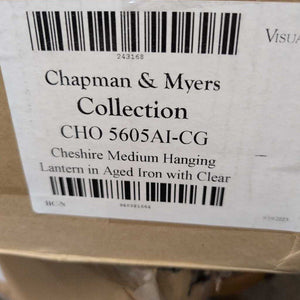 VISUA
243168
Chapman & Myers
Collection
CHO 5605AI-CG
Cheshire Medium Hanging
Lantern in Aged Iron with Clear